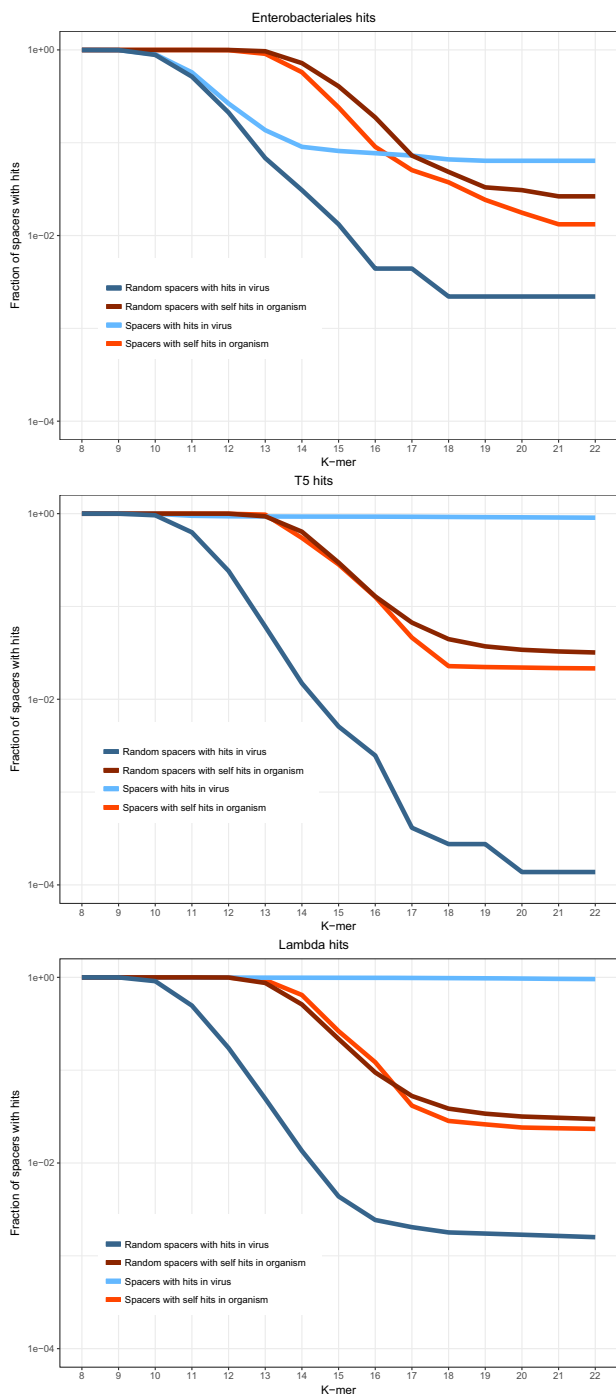 Enterobacteriales hits
Fraction of spacers with hits
1e+00
1e−02
1e−04
Random spacers with hits in virus
Random spacers with self hits in organism
Spacers with hits in virus
Spacers with self hits in organism
8 9 10 11 12 13 14 15 16 17 18 19 20 21 22
K−mer
T5 hits
Fraction of spacers with hits
1e+00
1e−02
1e−04
Random spacers with hits in virus
Random spacers with self hits in organism
Spacers with hits in virus
Spacers with self hits in organism
8 9 10 11 12 13 14 15 16 17 18 19 20 21 22
K−mer
Lambda hits
Fraction of spacers with hits
1e+00
1e−02
1e−04
Random spacers with hits in virus
Random spacers with self hits in organism
Spacers with hits in virus
Spacers with self hits in organism
8 9 10 11 12 13 14 15 16 17 18 19 20 21 22
K−mer